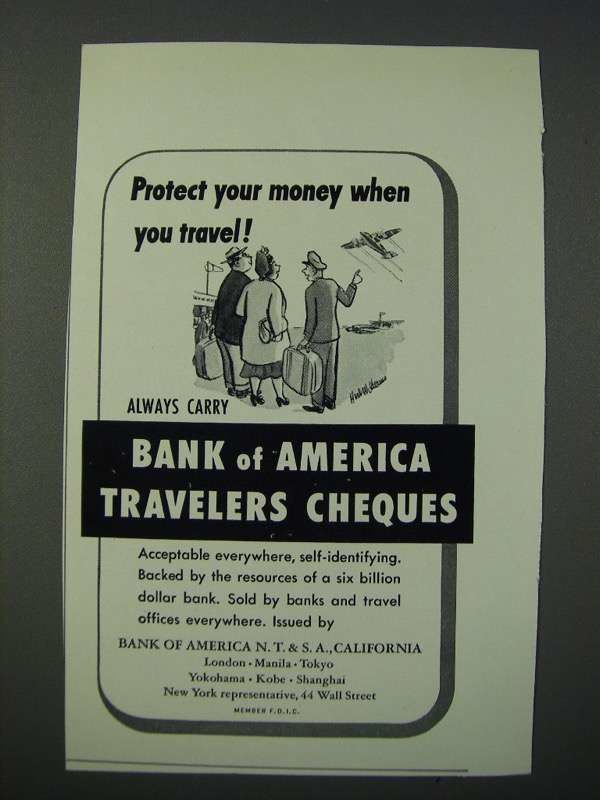 Protect your money when
you travel!
ALWAYS CARRY
BANK of AMERICA
TRAVELERS CHEQUES
Acceptable everywhere, self-identifying.
Backed by the resources of a six billion
dollar bank. Sold by banks and travel
offices everywhere. Issued by
BANK OF AMERICA N. T. & S. A., CALIFORNIA
London • Manila • Tokyo
Yokohama • Kobe • Shanghai
New York representative, 44 Wall Street
MEMBER F.D.I.C.